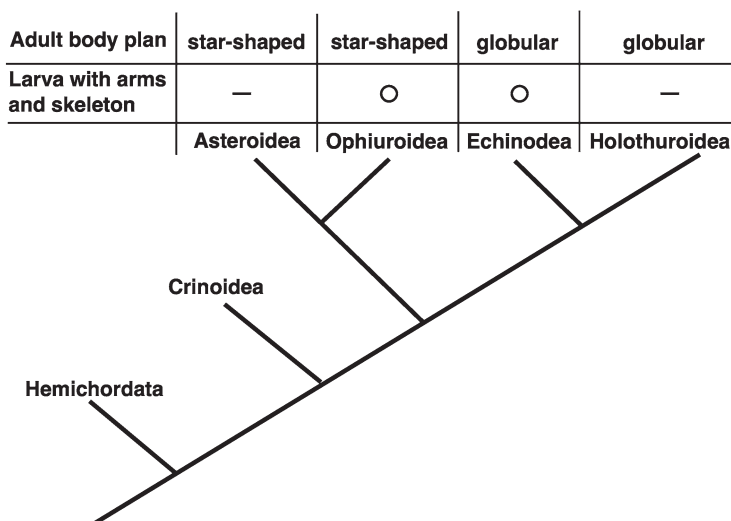 Adult body plan star-shaped star-shaped globular globular
Larva with arms
and skeleton — O O —
Asteroidea Ophiuroidea Echinodea Holothuroidea
Crinoidea
Hemichordata